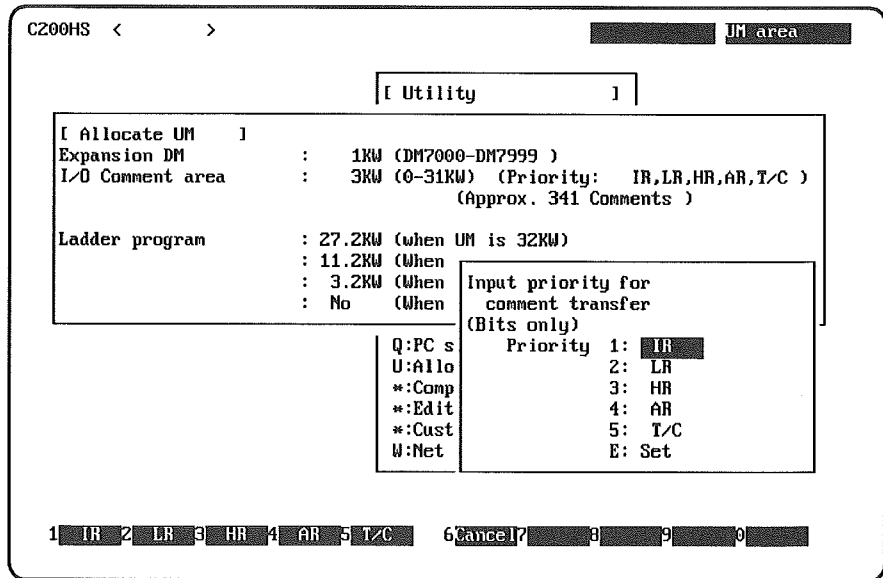 C200HS < >
UM area
[ Utility ]
[ Allocate UM ]
Expansion DM : 1KW (DM7000-DM7999 )
I/O Comment area : 3KW (0-31KW) (Priority: IR,LR,HR,AR,T/C )
(Approx. 341 Comments )
Ladder program : 27.2KW (when UM is 32KW)
: 11.2KW (When
: 3.2KW (When
: No (When
Input priority for
comment transfer
(Bits only)
Priority 1: IR
2: LR
3: HR
4: AR
5: T/C
E: Set
Q:PC s
U:Allo
*:Comp
*:Edit
*:Cust
W:Net
1 IR 2 LR 3 HR 4 AR 5 T/C 6Cancel7 8 9 0